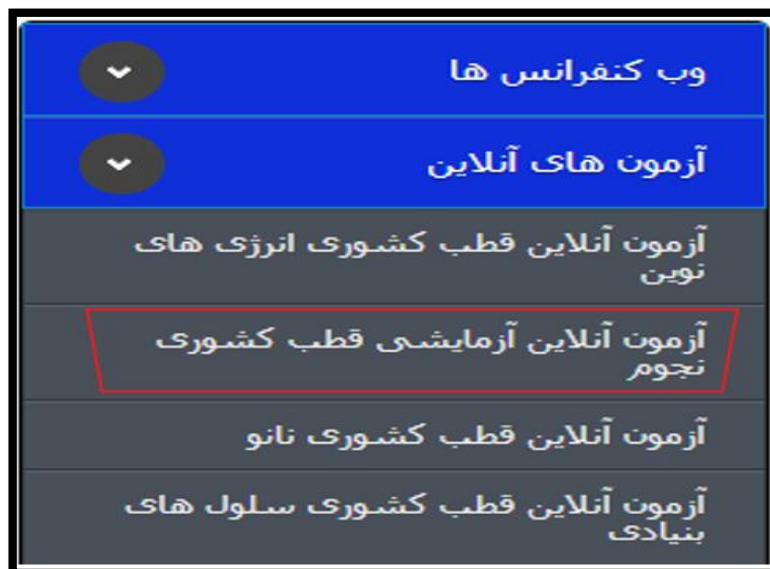 وب کنفرانس ها
آزمون های آنلاین
آزمون آنلاین قطب کشوری انرژی های
نوین
آزمون آنلاین آزمایشی قطب کشوری
نجوم
آزمون آنلاین قطب کشوری نانو
آزمون آنلاین قطب کشوری سلول های
بنیادی